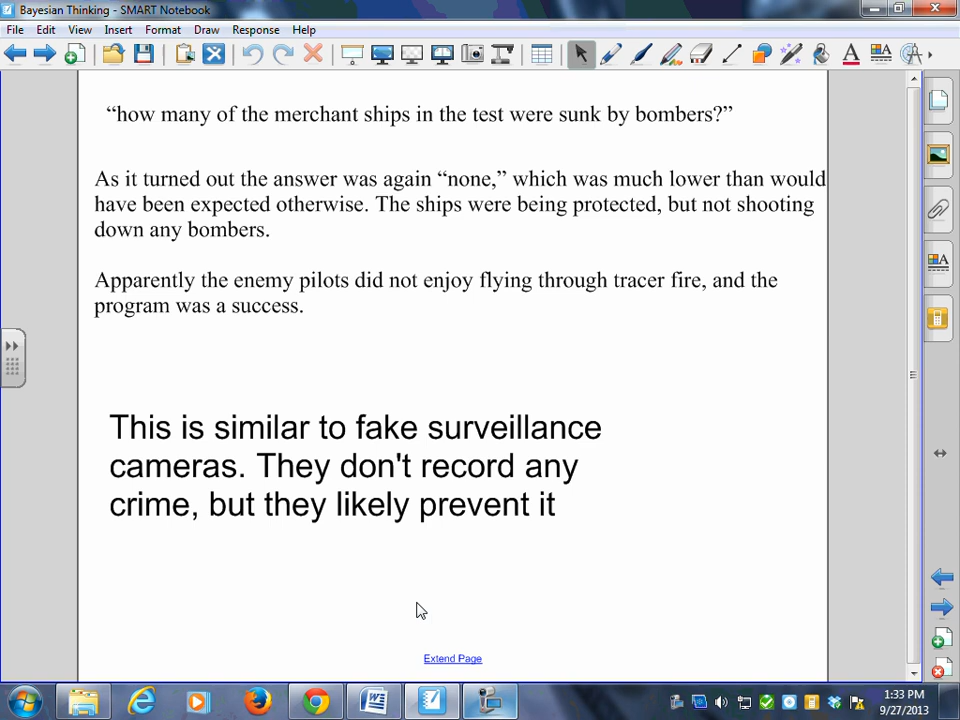 Bayesian Thinking - SMART Notebook
File Edit View Insert Format Draw Response Help
“how many of the merchant ships in the test were sunk by bombers?”
As it turned out the answer was again “none,” which was much lower than would
have been expected otherwise. The ships were being protected, but not shooting
down any bombers.
Apparently the enemy pilots did not enjoy flying through tracer fire, and the
program was a success.
This is similar to fake surveillance
cameras. They don't record any
crime, but they likely prevent it
Extend Page
1:33 PM
9/27/2013